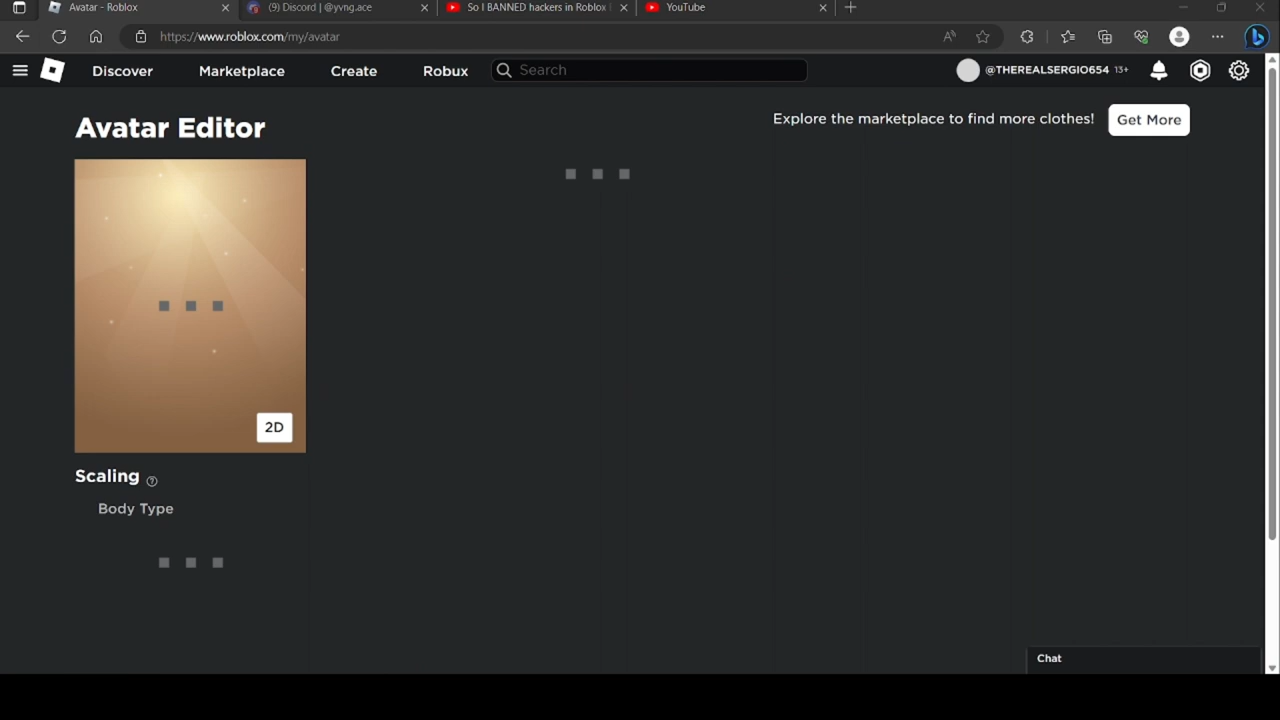 Avatar - Roblox
(9) Discord | @yvng.ace
So I BANNED hackers in Roblox
YouTube
https://www.roblox.com/my/avatar
Discover
Marketplace
Create
Robux
Search
@THEREALSERGIO654 13+
Avatar Editor
Explore the marketplace to find more clothes!
Get More
2D
Scaling
Body Type
Chat